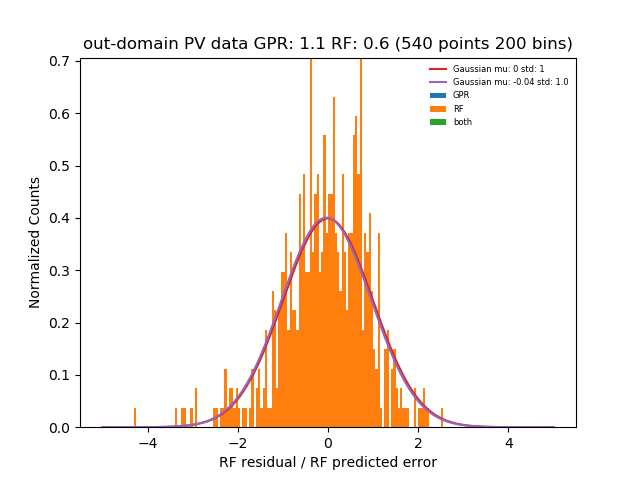 out-domain PV data GPR: 1.1 RF: 0.6 (540 points 200 bins)
Gaussian mu: 0 std: 1
Gaussian mu: -0.04 std: 1.0
GPR
RF
both
Normalized Counts
0.7
0.6
0.5
0.4
0.3
0.2
0.1
0.0
−4 −2 0 2 4
RF residual / RF predicted error